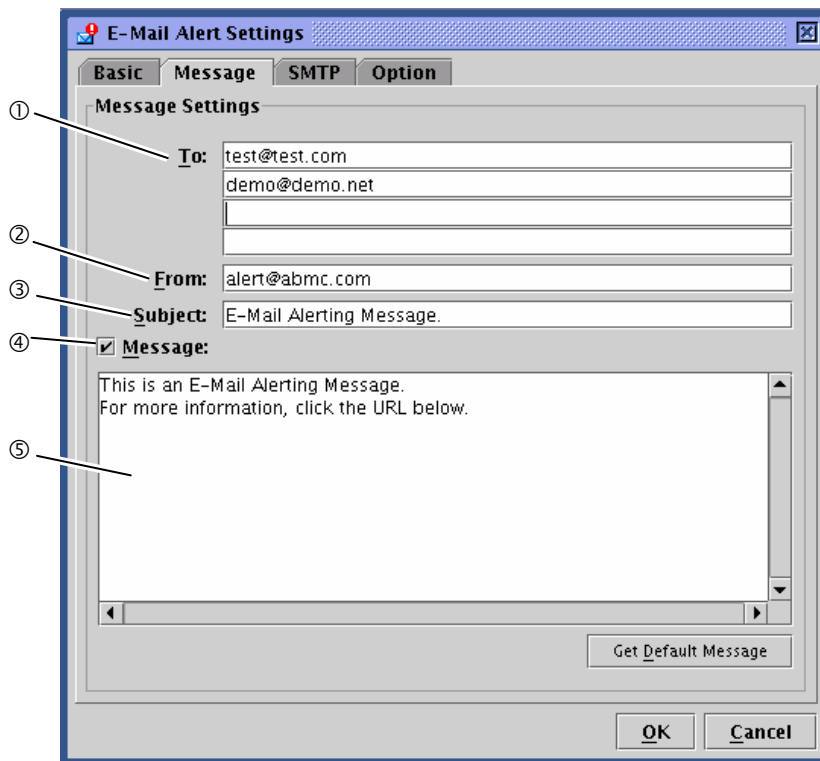 E-Mail Alert Settings
Basic Message SMTP Option
Message Settings
① To: test@test.com
demo@demo.net
② From: alert@abmc.com
③ Subject: E-Mail Alerting Message.
④ Message:
This is an E-Mail Alerting Message.
For more information, click the URL below.
⑤
Get Default Message
OK Cancel